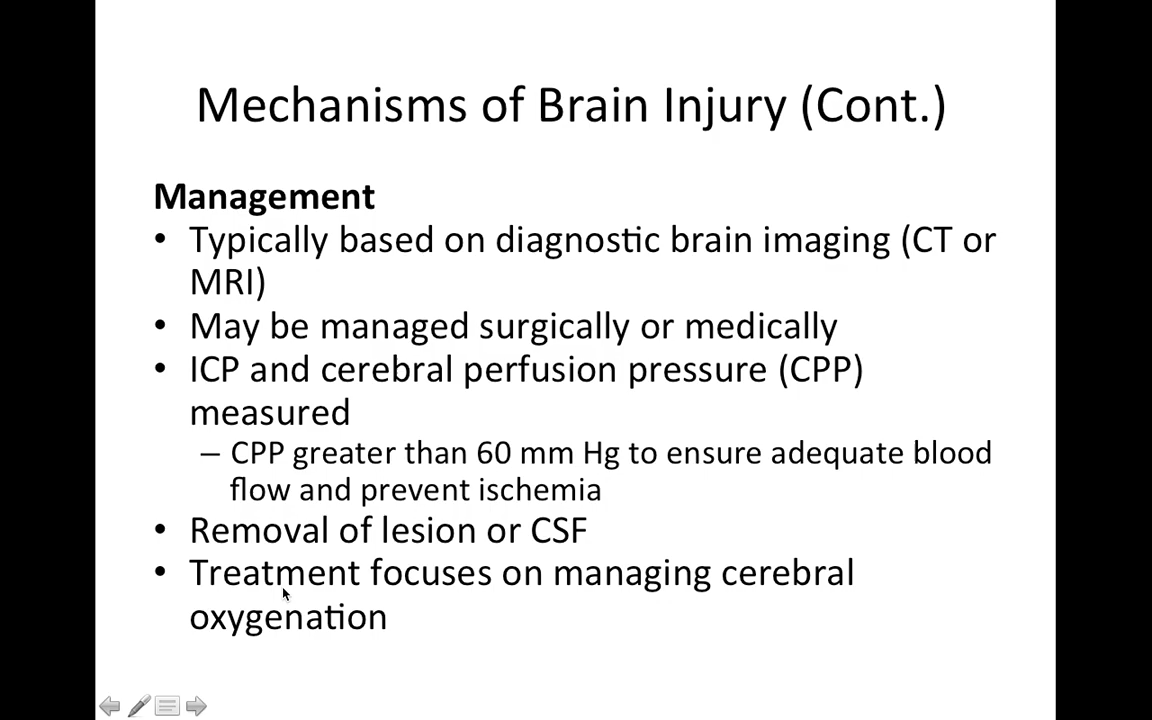 Mechanisms of Brain Injury (Cont.)
Management
• Typically based on diagnostic brain imaging (CT or
MRI)
• May be managed surgically or medically
• ICP and cerebral perfusion pressure (CPP)
measured
– CPP greater than 60 mm Hg to ensure adequate blood
flow and prevent ischemia
• Removal of lesion or CSF
• Treatment focuses on managing cerebral
oxygenation